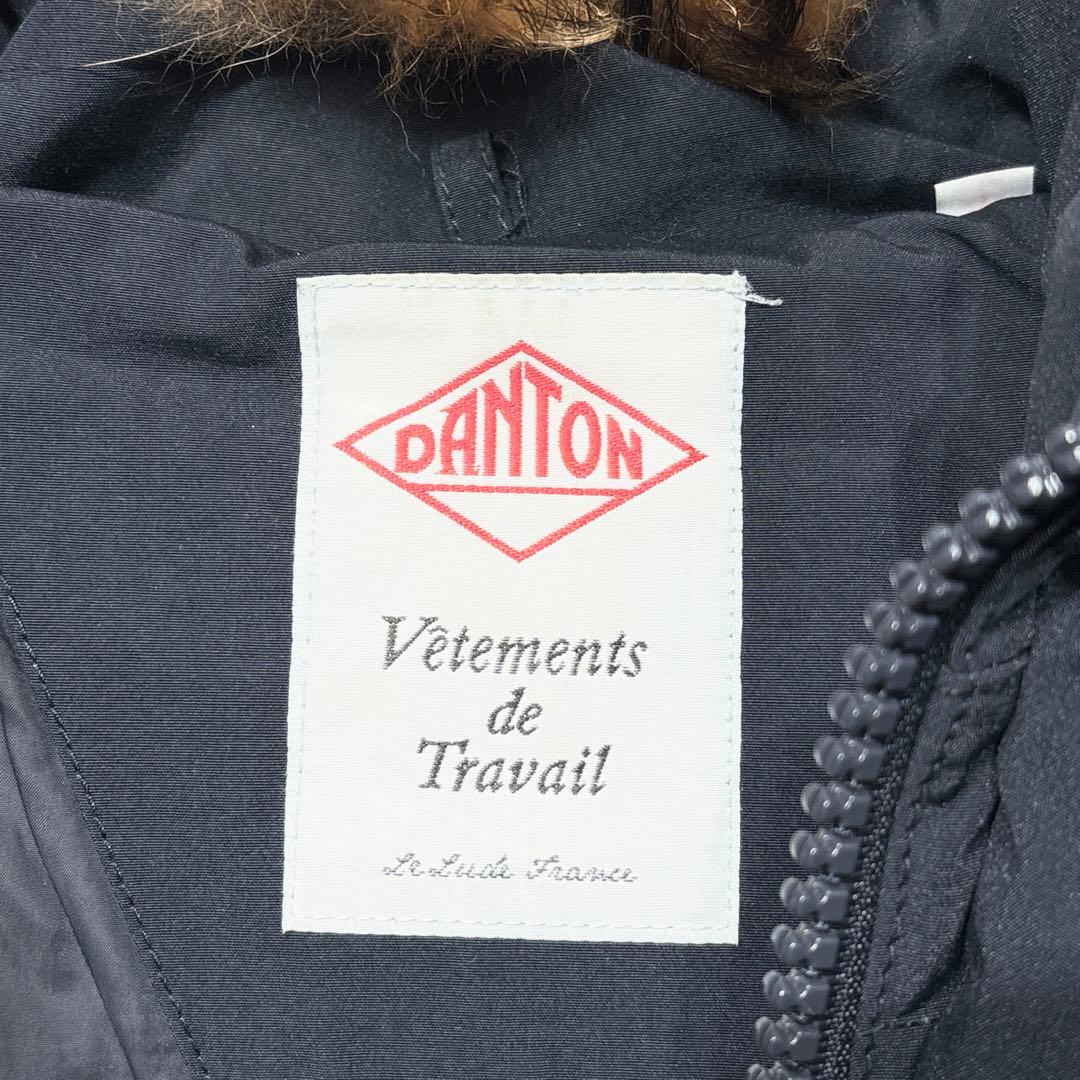 DANTON
Vêtements
de
Travail
Le Lude France